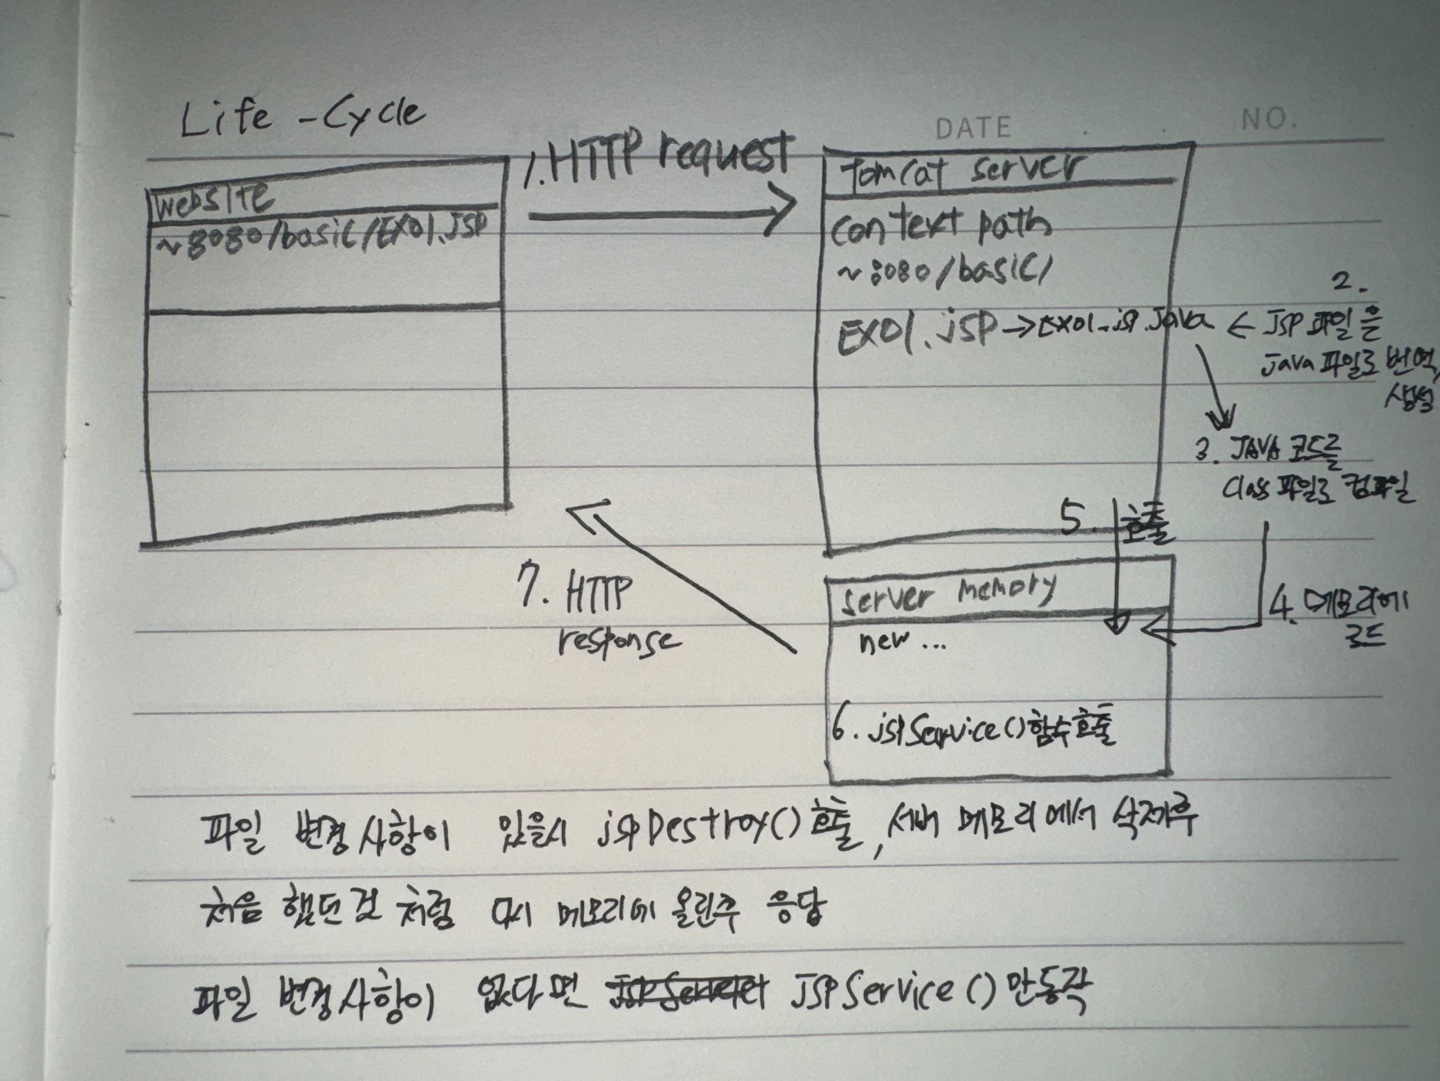 Life - Cycle
DATE . . NO.
website
~8080/basic/EX01.jsp
1. HTTP request
Tomcat server
context path
~:8080/basic/
EX01.jsp → EX01_jsp.java ← JSP 파일을
2.
Java 파일로 번역,
생성
3. JAVA 코드를
Class 파일로 컴파일
5. 호출
4. 메모리에
로드
server memory
new ...
6. jspService() 함수호출
7. HTTP
response
파일 변경사항이 있을시 jspDestroy() 호출, 서버 메모리에서 삭제후
처음 했던것 처럼 다시 메모리에 올린후 응답
파일 변경사항이 없다면 JSPService() 만동작